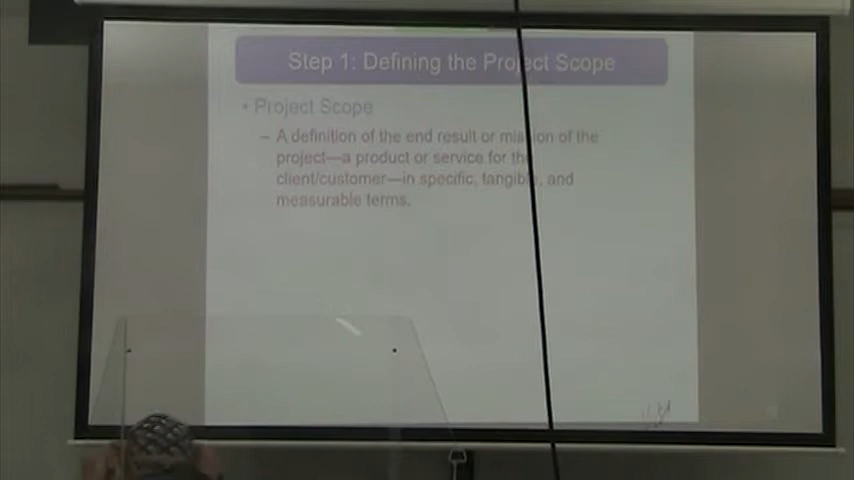 Step 1: Defining the Project Scope
• Project Scope
– A definition of the end result or mission of the
project—a product or service for the
client/customer—in specific, tangible, and
measurable terms.